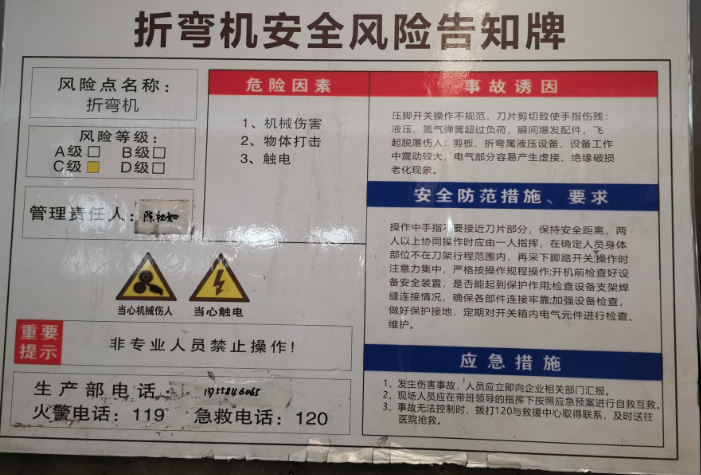 折弯机安全风险告知牌
风险点名称：
折弯机
风险等级：
A级□ B级□
C级■ D级□
管理责任人：
危险因素
1、机械伤害
2、物体打击
3、触电
事故诱因
压脚开关操作不规范，刀片剪切致使手指伤残：
液压、氮气弹簧超过负荷，瞬间爆发配件，飞
起脱落伤人：剪板、折弯属液压设备，设备工作
中震动较大，电气部分容易产生虚接、绝缘破损
老化现象。
安全防范措施、要求
操作中手指不要接近刀片部分，保持安全距离，两
人以上协同操作时应由一人指挥，在确定人员身体
部位不在刀架行程范围内，再采下脚踏开关;操作时
注意力集中，严格按操作规程操作:开机前检查好设
备安全装置，是否能起到保护作用;检查设备支架焊
缝连接情况，确保各部件连接牢靠;加强设备检查，
做好保护接地，定期对开关箱内电气元件进行检查、
维护。
当心机械伤人 当心触电
重要
提示
非专业人员禁止操作！
生产部电话：
火警电话：119 急救电话：120
应急措施
1、发生伤害事故，人员应立即向企业相关部门汇报。
2、现场人员应在带班领导的指挥下按照应急预案进行自救互救。
3、事故无法控制时，拨打120与救援中心取得联系，及时送往
医院抢救。